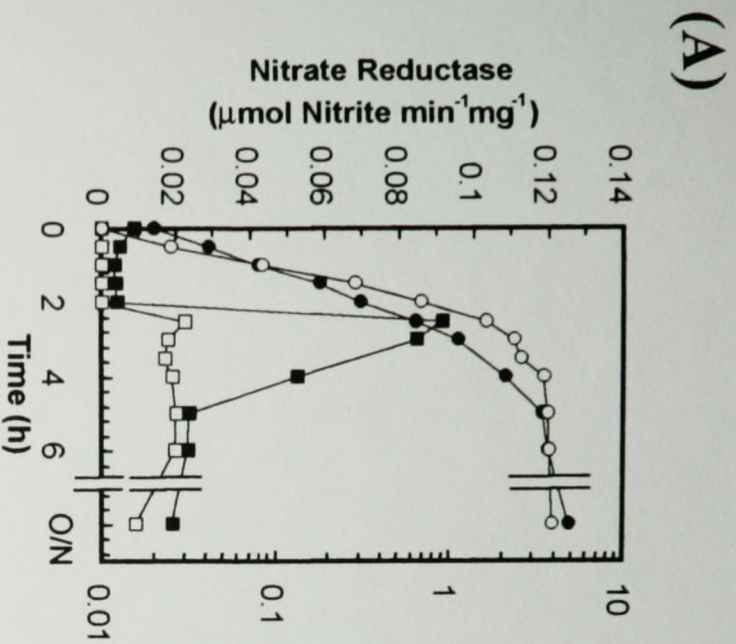 (A)
Nitrate Reductase
(μmol Nitrite min⁻¹mg⁻¹)
0 0.02 0.04 0.06 0.08 0.1 0.12 0.14
0 2 4 6 O/N
Time (h)
0.01 0.1 1 10